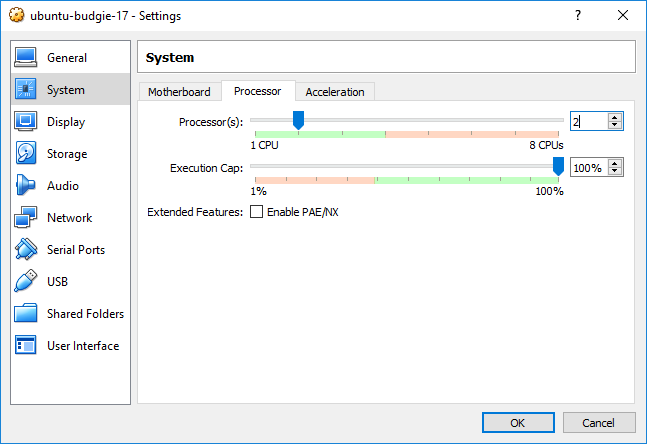 ubuntu-budgie-17 - Settings
?
General
System
Display
Storage
Audio
Network
Serial Ports
USB
Shared Folders
User Interface
System
Motherboard Processor Acceleration
Processor(s): 2
1 CPU 8 CPUs
Execution Cap: 100%
1% 100%
Extended Features: Enable PAE/NX
OK Cancel